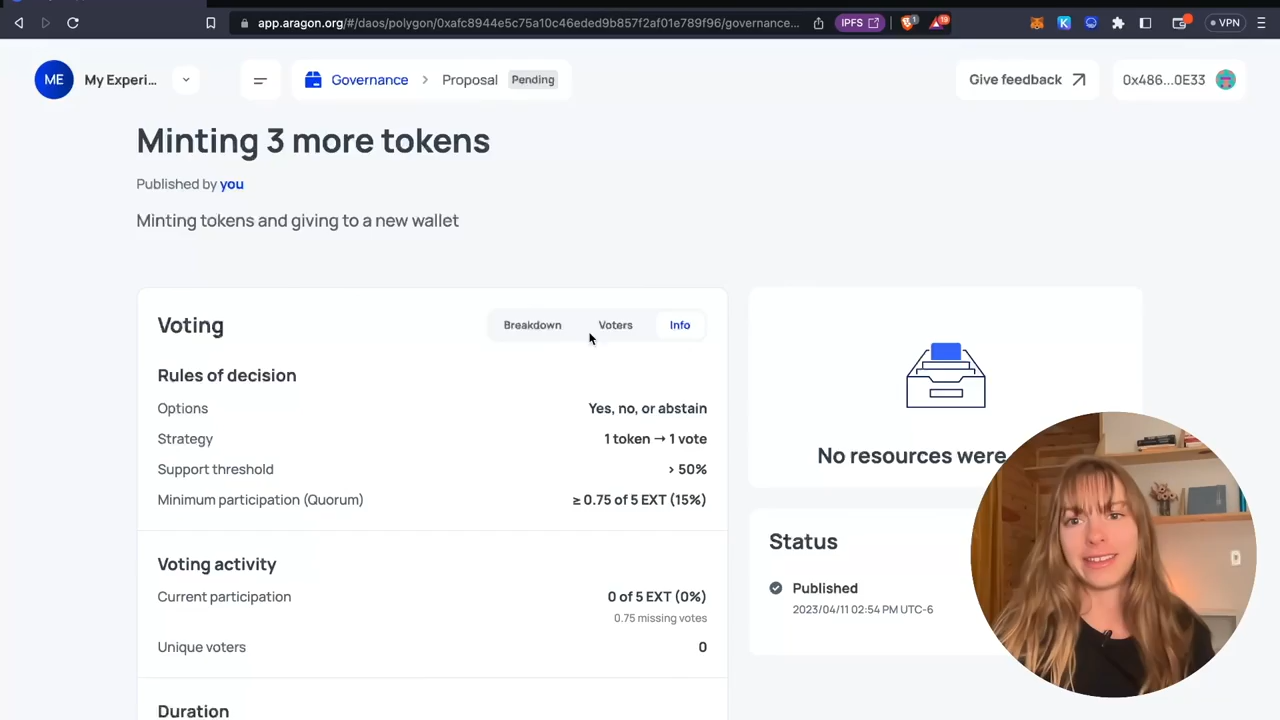 app.aragon.org/#/daos/polygon/0xafc8944e5c75a10c46eded9b857f2af01e789f96/governance...
IPFS
1
19
VPN
ME
My Experi...
Governance > Proposal Pending
Give feedback
0x486...0E33
Minting 3 more tokens
Published by you
Minting tokens and giving to a new wallet
Voting
Breakdown
Voters
Info
Rules of decision
Options Yes, no, or abstain
Strategy 1 token → 1 vote
Support threshold > 50%
Minimum participation (Quorum) ≥ 0.75 of 5 EXT (15%)
Voting activity
Current participation 0 of 5 EXT (0%)
0.75 missing votes
Unique voters 0
Duration
No resources were
Status
Published
2023/04/11 02:54 PM UTC-6